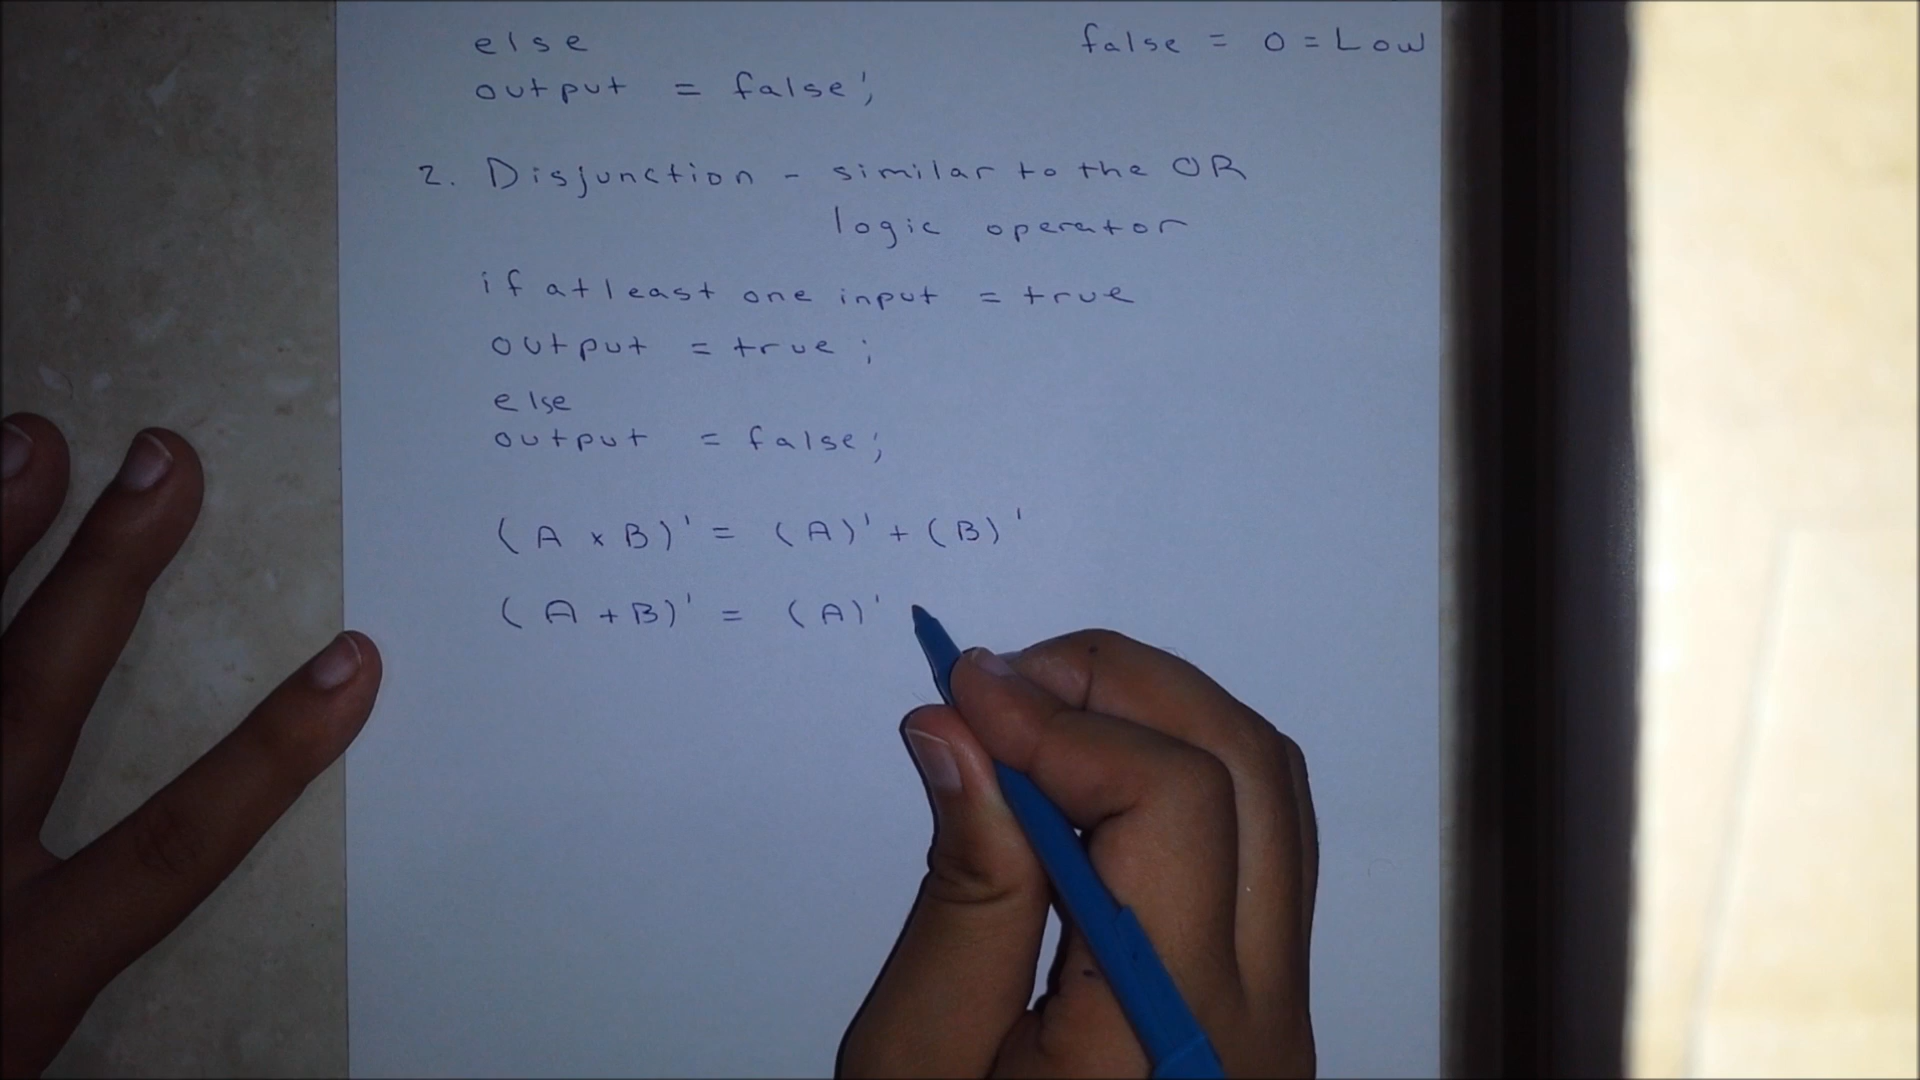 else false = 0 = Low
output = false;
2. Disjunction - similar to the OR
logic operator
if atleast one input = true
output = true;
else
output = false;
(A x B)' = (A)' + (B)'
(A + B)' = (A)'